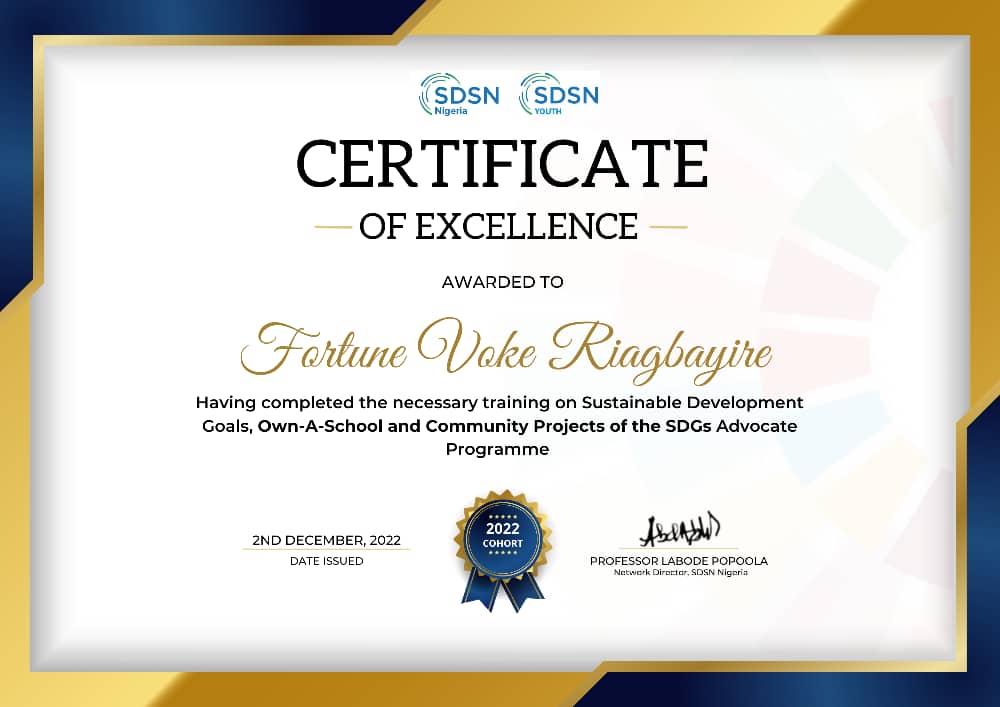 SDSN
Nigeria
SDSN
YOUTH
CERTIFICATE
OF EXCELLENCE
AWARDED TO
Fortune Voke Riagbayire
Having completed the necessary training on Sustainable Development
Goals, Own-A-School and Community Projects of the SDGs Advocate
Programme
2022
COHORT
2ND DECEMBER, 2022
DATE ISSUED
PROFESSOR LABODE POPOOLA
Network Director, SDSN Nigeria